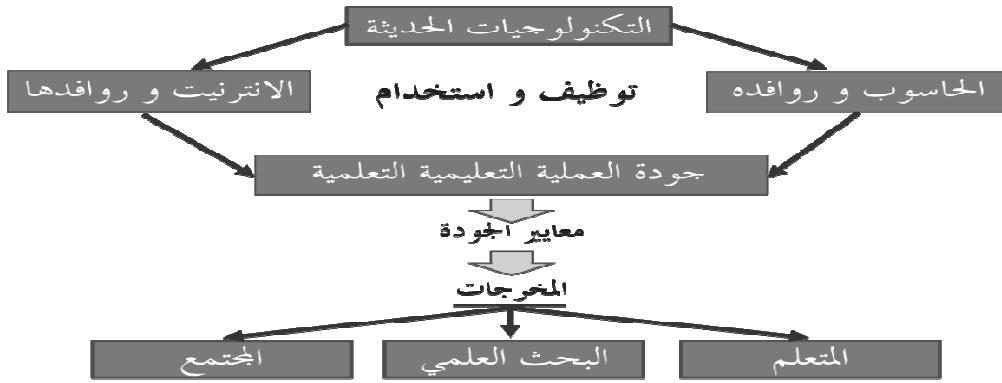 التكنولوجيات الحديثة
الحاسوب و روافده
توظيف و استخدام
الانترنيت و روافدها
جودة العملية التعليمية التعلمية
معايير الجودة
المخرجات
المتعلم
البحث العلمي
المجتمع